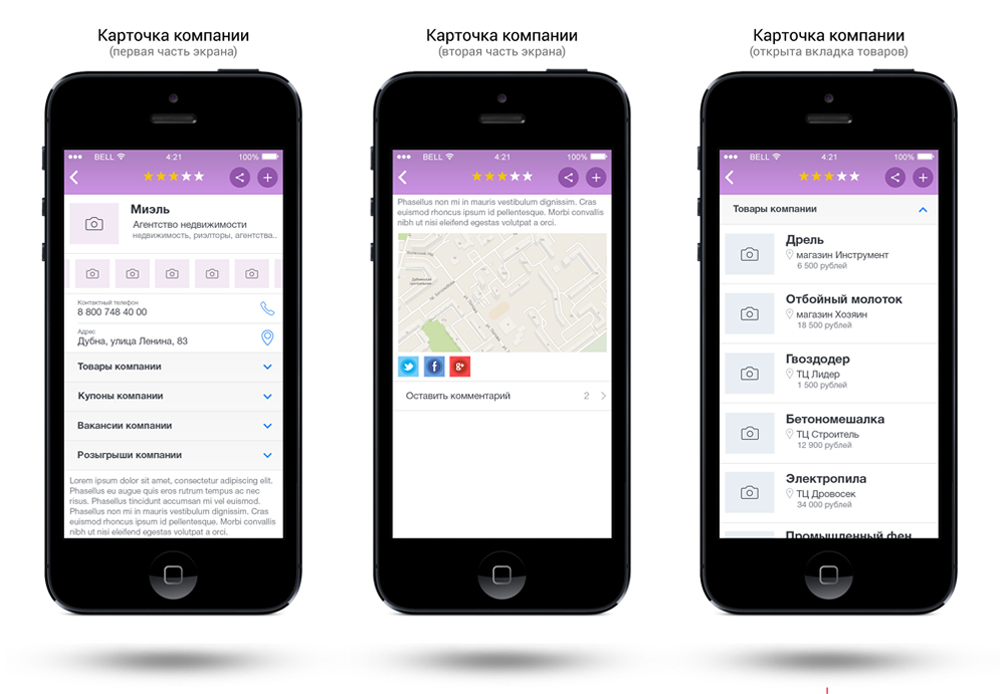 Карточка компании
(первая часть экрана)
BELL 4:21 100%
Миэль
Агентство недвижимости
недвижимость, риэлторы, агентства..
Контактный телефон
8 800 748 40 00
Адрес
Дубна, улица Ленина, 83
Товары компании
Купоны компании
Вакансии компании
Розыгрыши компании
Lorem ipsum dolor sit amet, consectetur adipiscing elit.
Phasellus eu augue quis eros rutrum tempus ac nec
risus. Phasellus tincidunt accumsan mi vel euismod.
Phasellus non mi in mauris vestibulum dignissim. Cras
euismod rhoncus ipsum id pellentesque. Morbi convallis
nibh ut nisi eleifend egestas volutpat a orci.
Карточка компании
(вторая часть экрана)
BELL 4:21 100%
Phasellus non mi in mauris vestibulum dignissim. Cras
euismod rhoncus ipsum id pellentesque. Morbi convallis
nibh ut nisi eleifend egestas volutpat a orci.
Оставить комментарий 2
Карточка компании
(открыта вкладка товаров)
BELL 4:21 100%
Товары компании
Дрель
магазин Инструмент
6 500 рублей
Отбойный молоток
магазин Хозяин
18 500 рублей
Гвоздодер
ТЦ Лидер
1 500 рублей
Бетономешалка
ТЦ Строитель
12 900 рублей
Электропила
ТЦ Дровосек
34 000 рублей
Промышленный фен